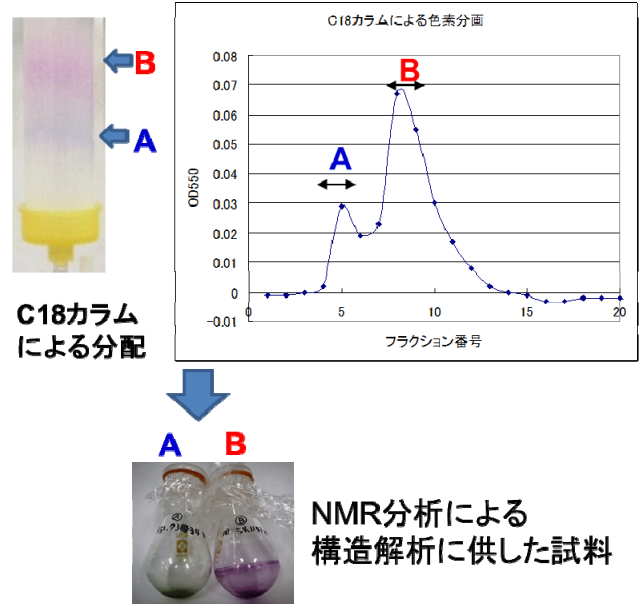 C18カラムによる色素分画
B
A
0.08
0.07
0.06
0.05
0.04
0.03
0.02
0.01
0
-0.01
OD550
A
B
0
5
10
15
20
フラクション番号
C18カラム
による分配
A
B
NMR分析による
構造解析に供した試料